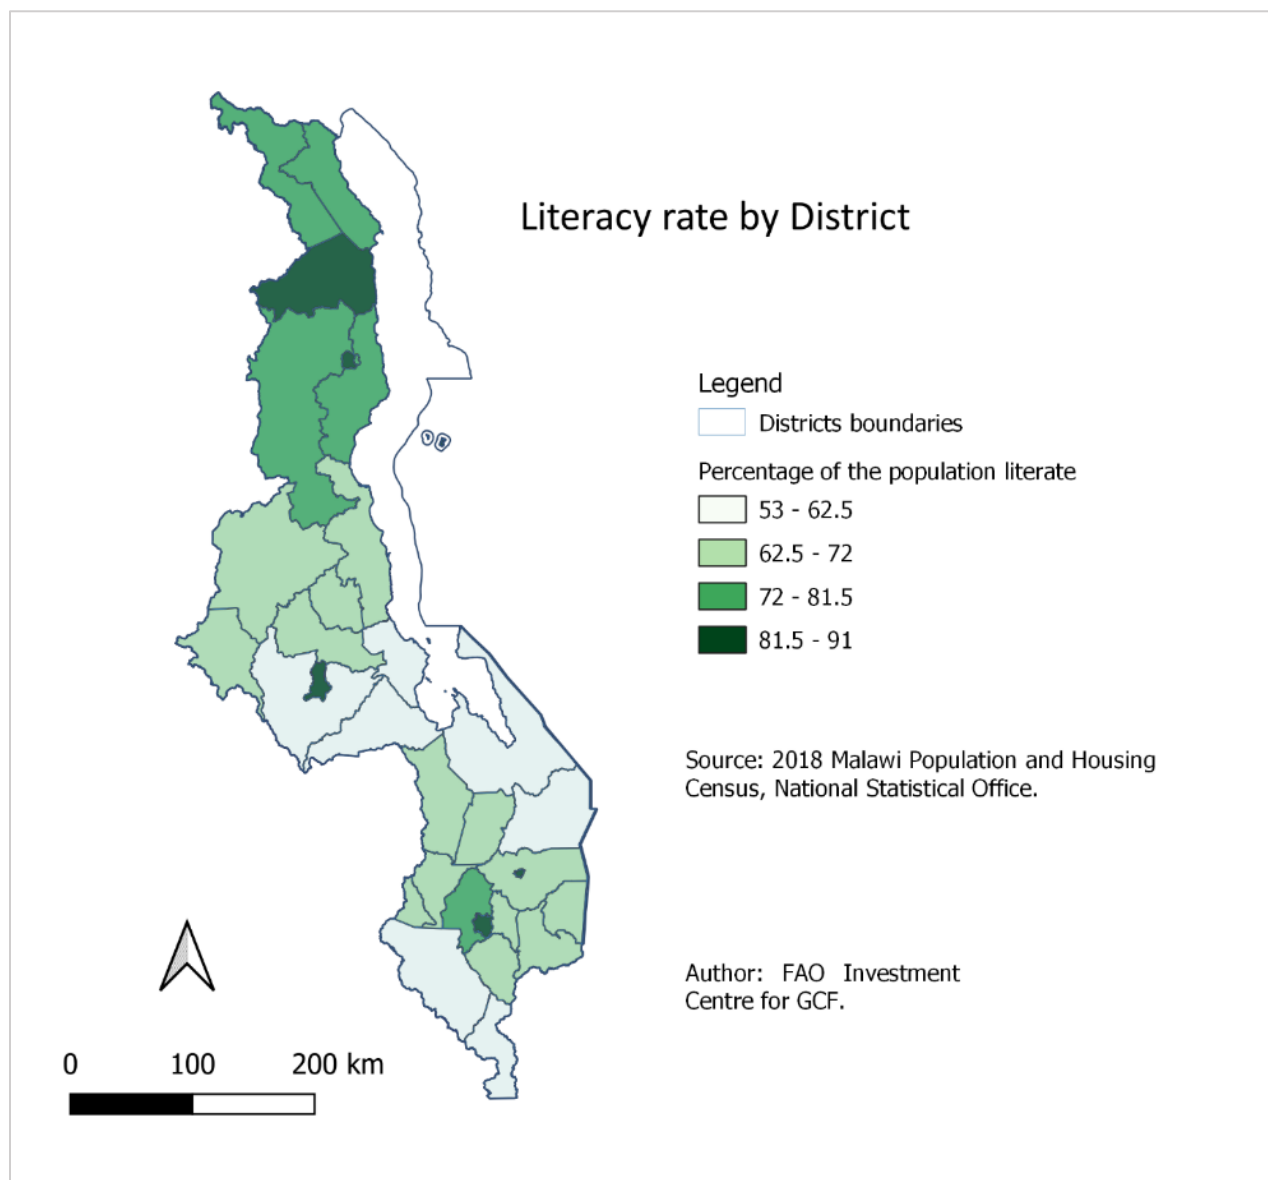 Literacy rate by District
Legend
Districts boundaries
Percentage of the population literate
53 - 62.5
62.5 - 72
72 - 81.5
81.5 - 91
Source: 2018 Malawi Population and Housing
Census, National Statistical Office.
Author: FAO Investment
Centre for GCF.
0 100 200 km